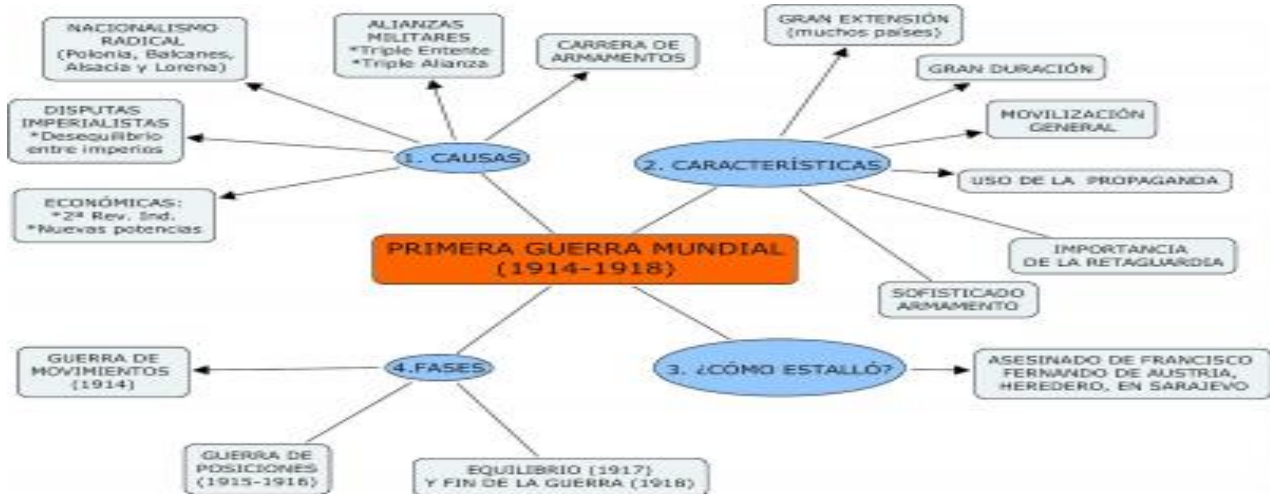 NACIONALISMO
RADICAL
(Polonia, Balcanes,
Alsacia y Lorena)
ALIANZAS
MILITARES
*Triple Entente
*Triple Alianza
CARRERA DE
ARMAMENTOS
DISPUTAS
IMPERIALISTAS
*Desequilibrio
entre imperios
ECONÓMICAS:
*2ª Rev. Ind.
*Nuevas potencias
1. CAUSAS
GRAN EXTENSIÓN
(muchos países)
GRAN DURACIÓN
MOVILIZACIÓN
GENERAL
2. CARACTERÍSTICAS
USO DE LA PROPAGANDA
IMPORTANCIA
DE LA RETAGUARDIA
SOFISTICADO
ARMAMENTO
PRIMERA GUERRA MUNDIAL
(1914-1918)
4.FASES
GUERRA DE
MOVIMIENTOS
(1914)
GUERRA DE
POSICIONES
(1915-1916)
EQUILIBRIO (1917)
Y FIN DE LA GUERRA (1918)
3. ¿CÓMO ESTALLÓ?
ASESINADO DE FRANCISCO
FERNANDO DE AUSTRIA,
HEREDERO, EN SARAJEVO